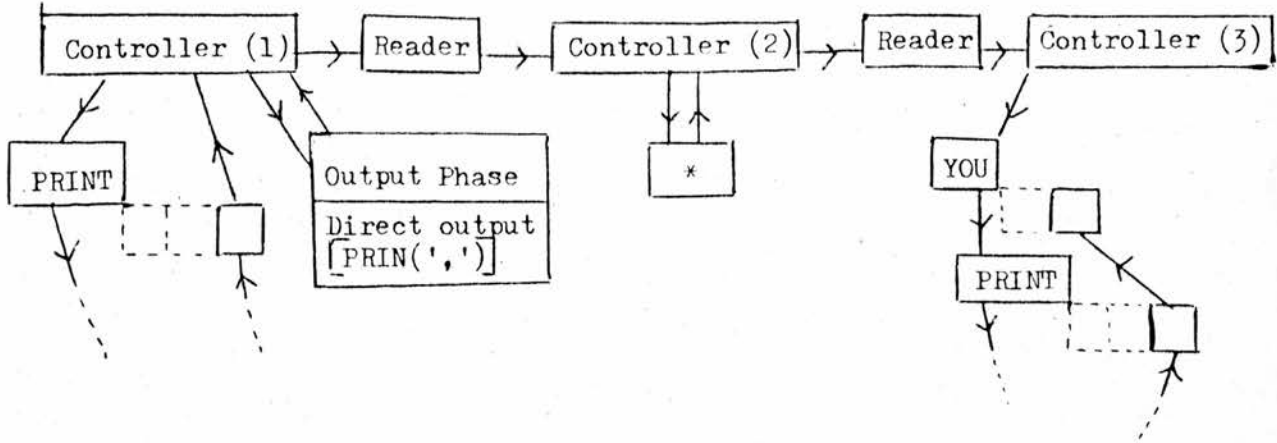 Controller (1)
Reader
Controller (2)
Reader
Controller (3)
PRINT
Output Phase
Direct output
[PRIN(',')]
*
YOU
PRINT